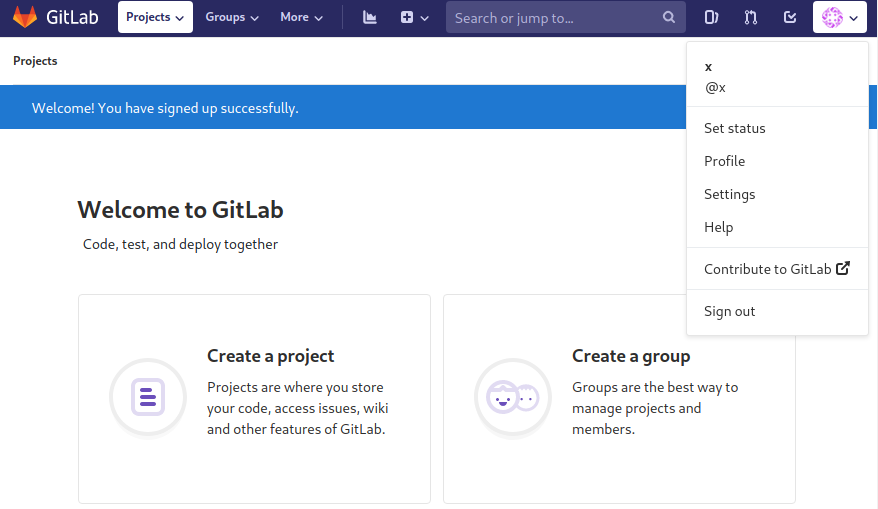 GitLab Projects Groups More Search or jump to...
Projects
x
@x
Welcome! You have signed up successfully.
Set status
Profile
Settings
Help
Contribute to GitLab
Sign out
Welcome to GitLab
Code, test, and deploy together
Create a project
Projects are where you store
your code, access issues, wiki
and other features of GitLab.
Create a group
Groups are the best way to
manage projects and
members.